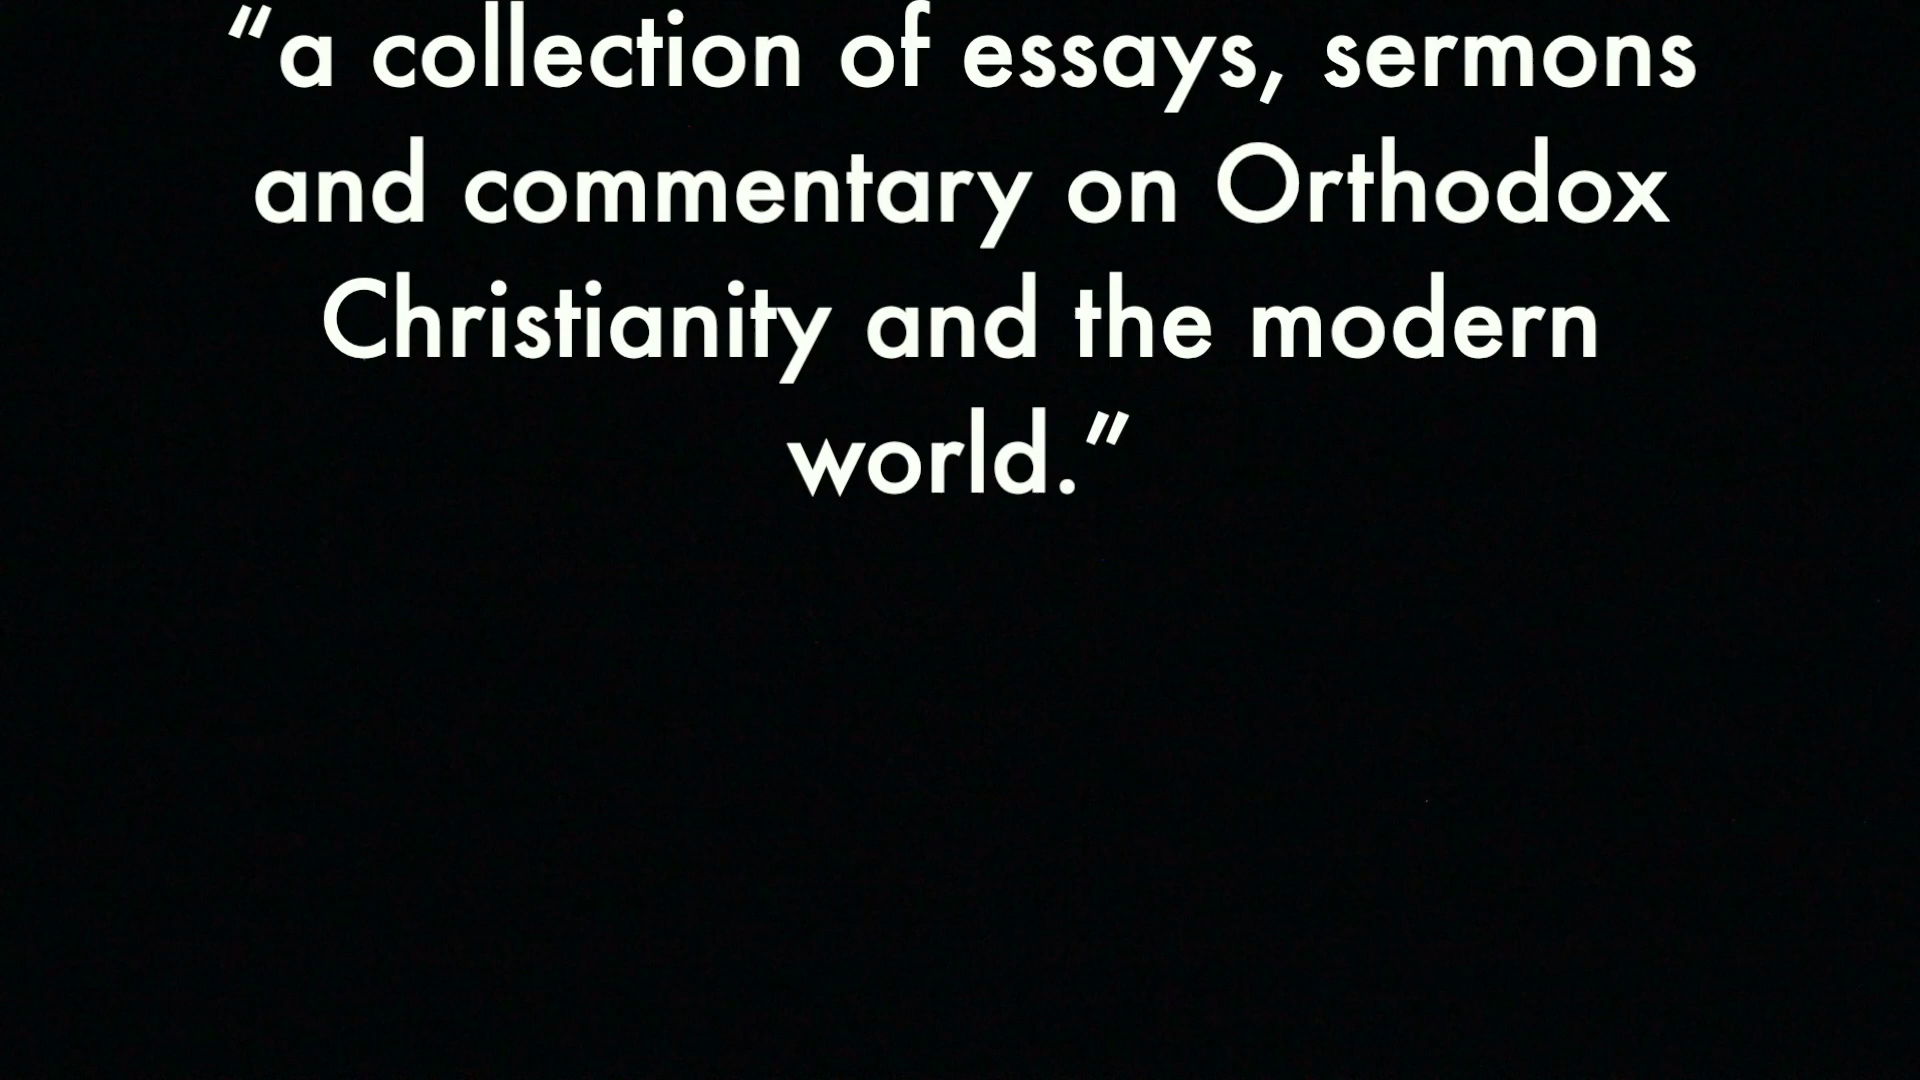 “a collection of essays, sermons
and commentary on Orthodox
Christianity and the modern
world.”